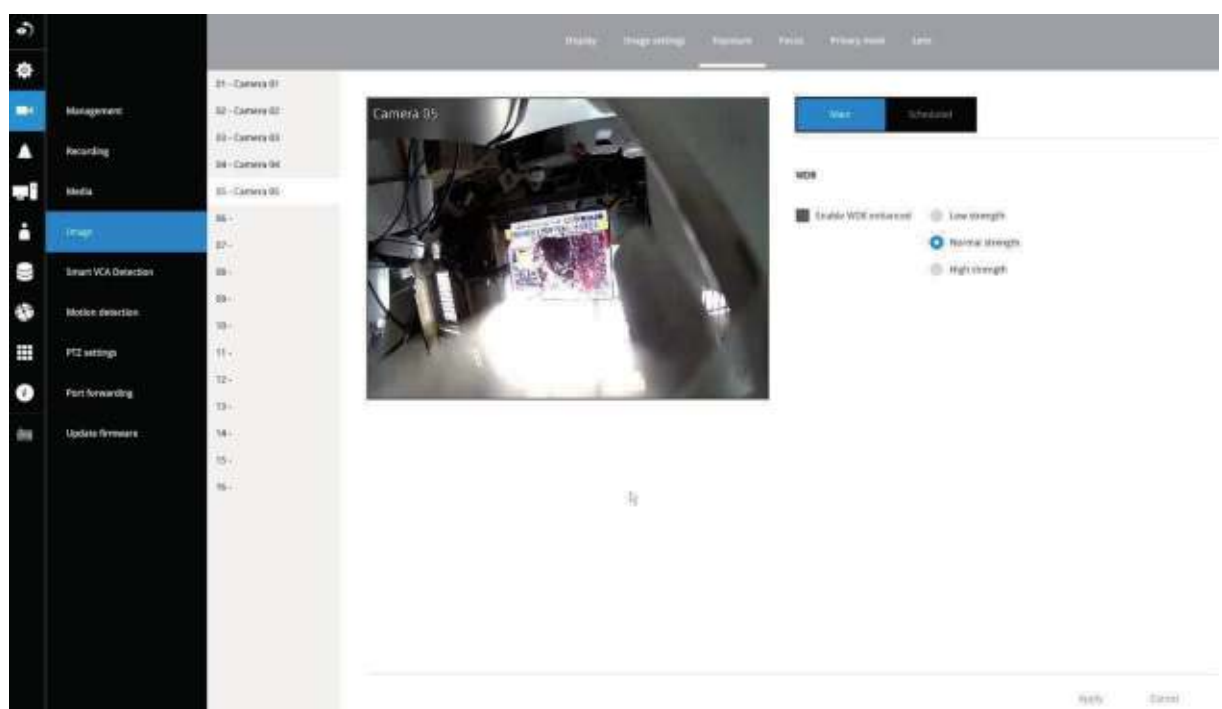 Display Image settings Exposure Focus Privacy mask Lens
Management
Recording
Media
Image
Smart VCA Detection
Motion detection
PTZ settings
Port forwarding
Update firmware
01 - Camera 01
02 - Camera 02
03 - Camera 03
04 - Camera 04
05 - Camera 05
06 -
07 -
08 -
09 -
10 -
11 -
12 -
13 -
14 -
15 -
16 -
Camera 05
Main Scheduled
WDR
Enable WDR enhanced Low strength
Normal strength
High strength
Apply Cancel